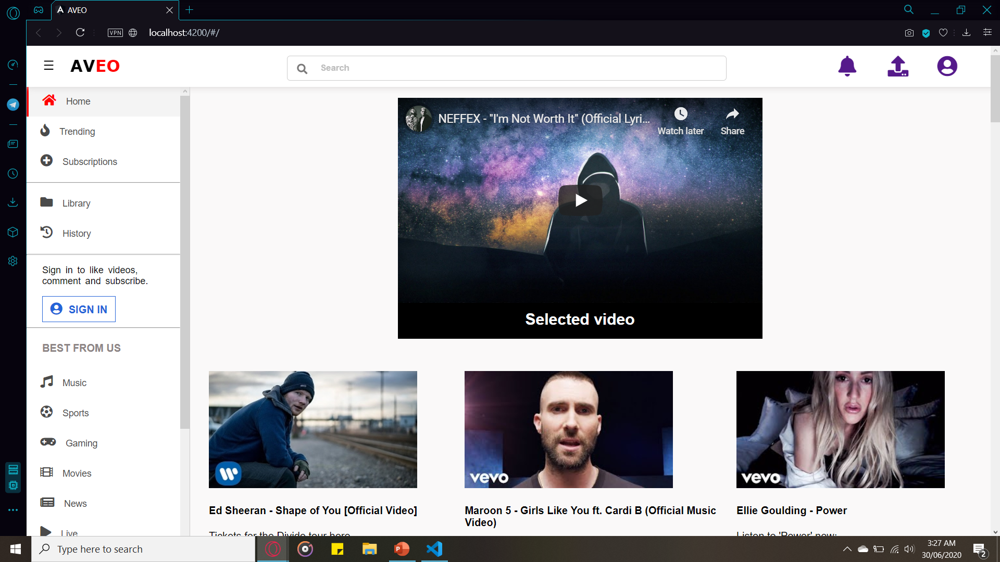 AVEO
VPN
localhost:4200/#/
AVEO
Search
Home
Trending
Subscriptions
Library
History
Sign in to like videos,
comment and subscribe.
SIGN IN
BEST FROM US
Music
Sports
Gaming
Movies
News
Live
NEFFEX - "I'm Not Worth It" (Official Lyri...
Watch later
Share
Selected video
vevo
vevo
Ed Sheeran - Shape of You [Official Video]
Maroon 5 - Girls Like You ft. Cardi B (Official Music
Video)
Ellie Goulding - Power
Tickets for the Divide tour here
Listen to 'Power' now:
Type here to search
3:27 AM
30/06/2020
2